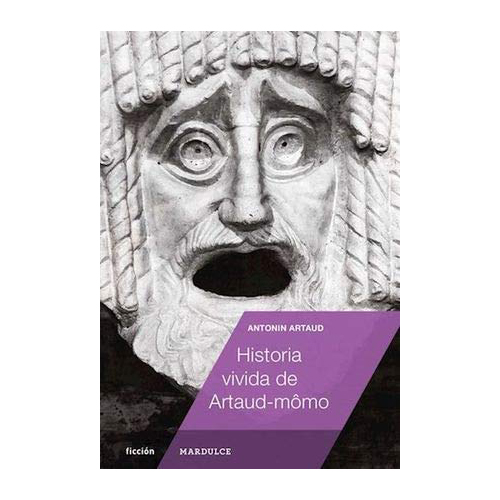 ANTONIN ARTAUD
Historia
vivida de
Artaud-mômo
ficción
MARDULCE